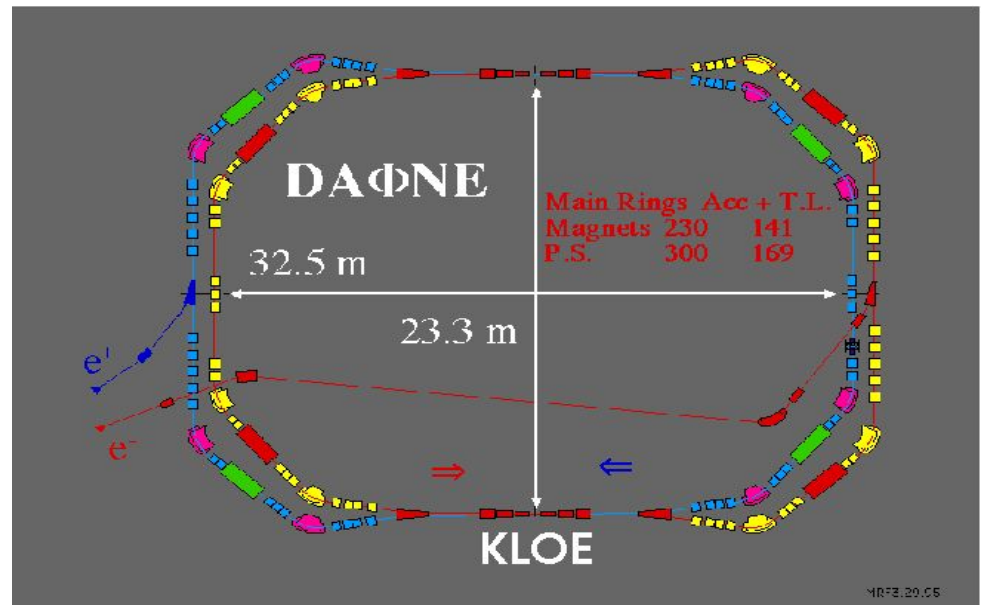 DAΦNE
Main Rings Acc + T.L.
Magnets 230 141
P.S. 300 169
32.5 m
23.3 m
e+
e-
⇒ ⇐
KLOE